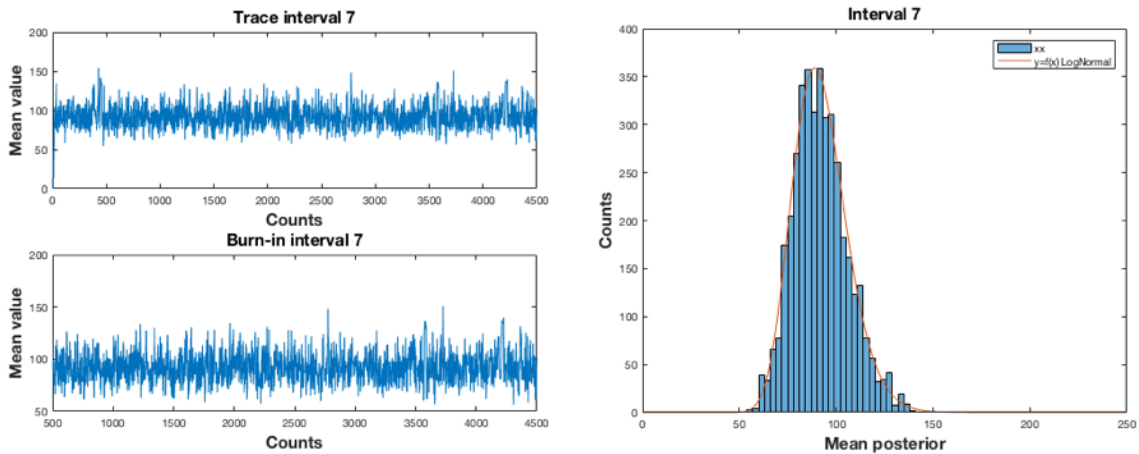 Trace interval 7
200
150
100
50
0
Mean value
0 500 1000 1500 2000 2500 3000 3500 4000 4500
Counts
Burn-in interval 7
200
150
100
50
Mean value
500 1000 1500 2000 2500 3000 3500 4000 4500
Counts
Interval 7
400
350
300
250
200
150
100
50
0
Counts
xx
y=f(x) LogNormal
0 50 100 150 200 250
Mean posterior